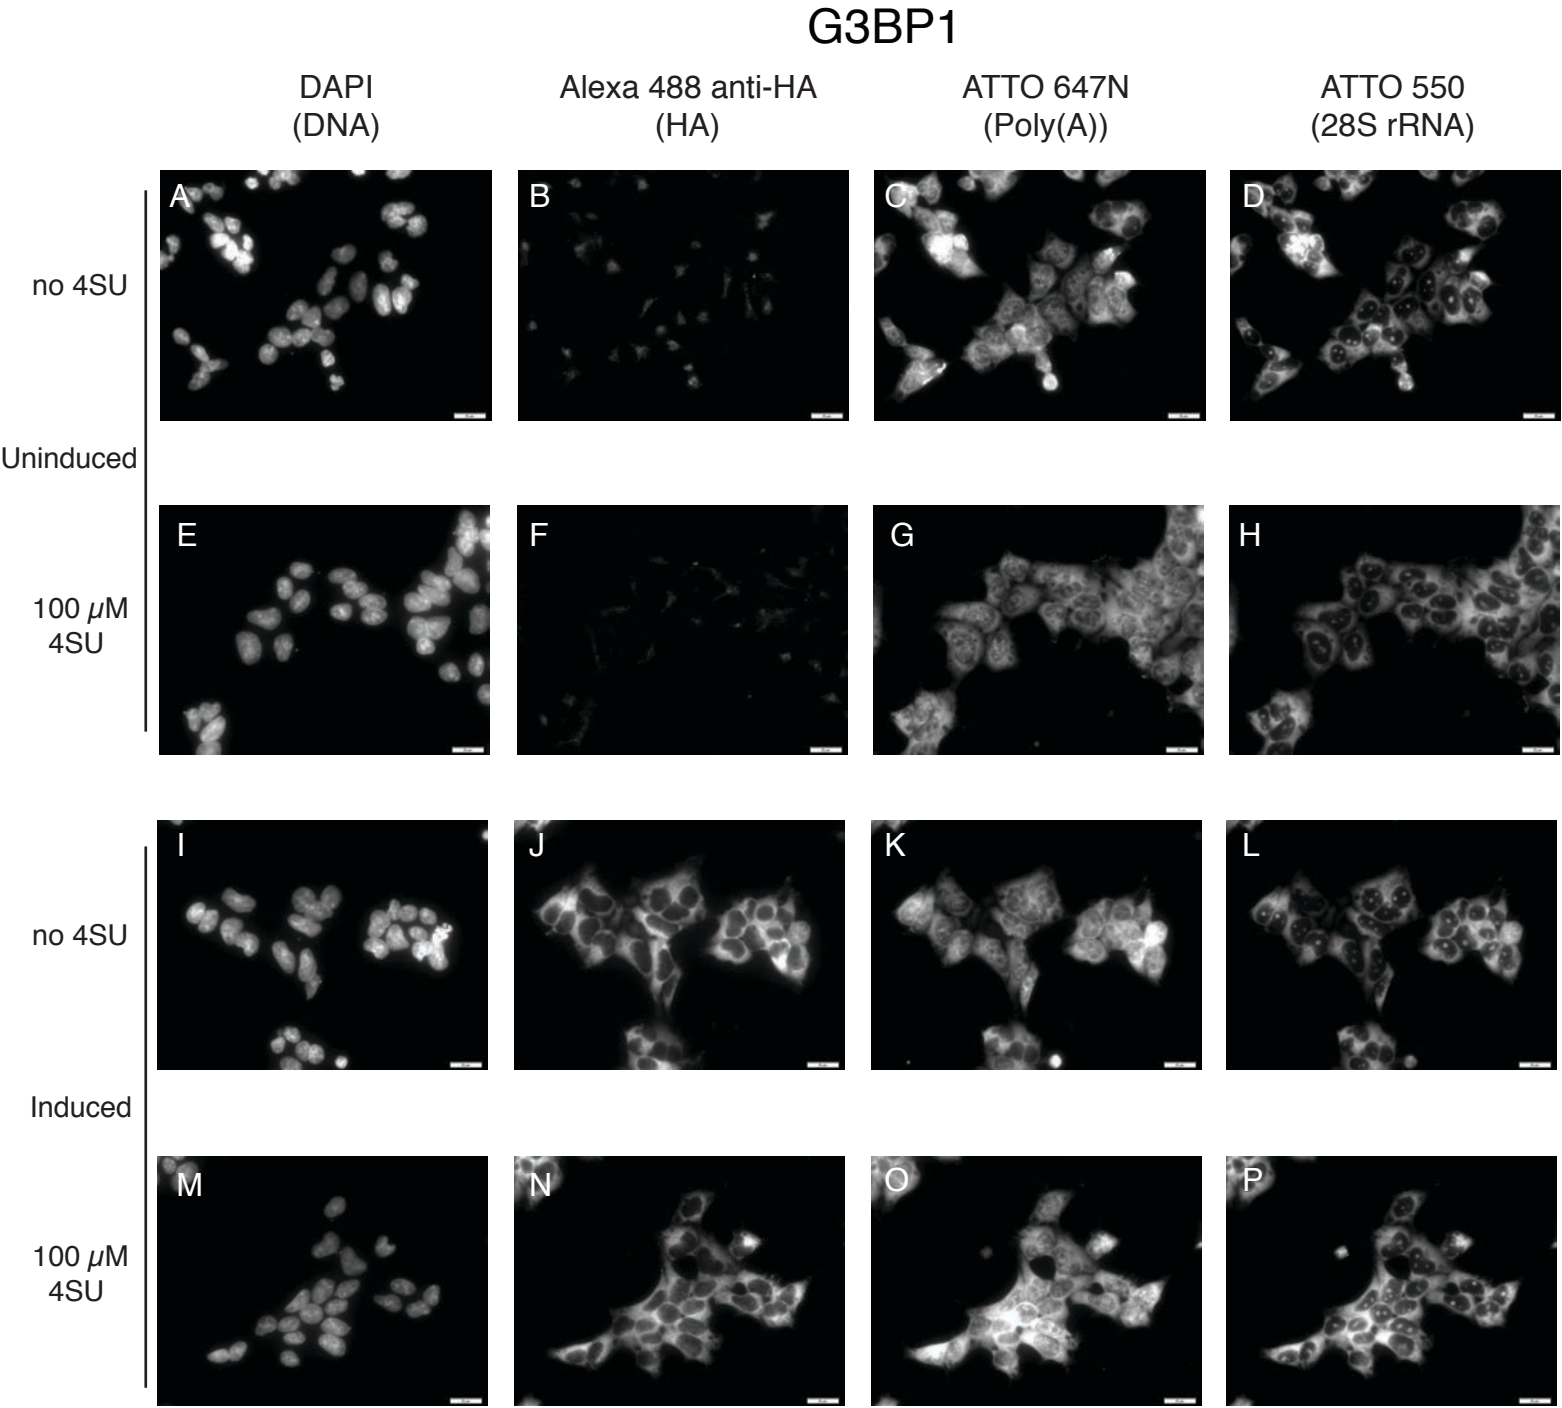 G3BP1
DAPI
(DNA)
Alexa 488 anti-HA
(HA)
ATTO 647N
(Poly(A))
ATTO 550
(28S rRNA)
A
B
C
D
no 4SU
Uninduced
E
F
G
H
100 µM
4SU
I
J
K
L
no 4SU
Induced
M
N
O
P
100 µM
4SU